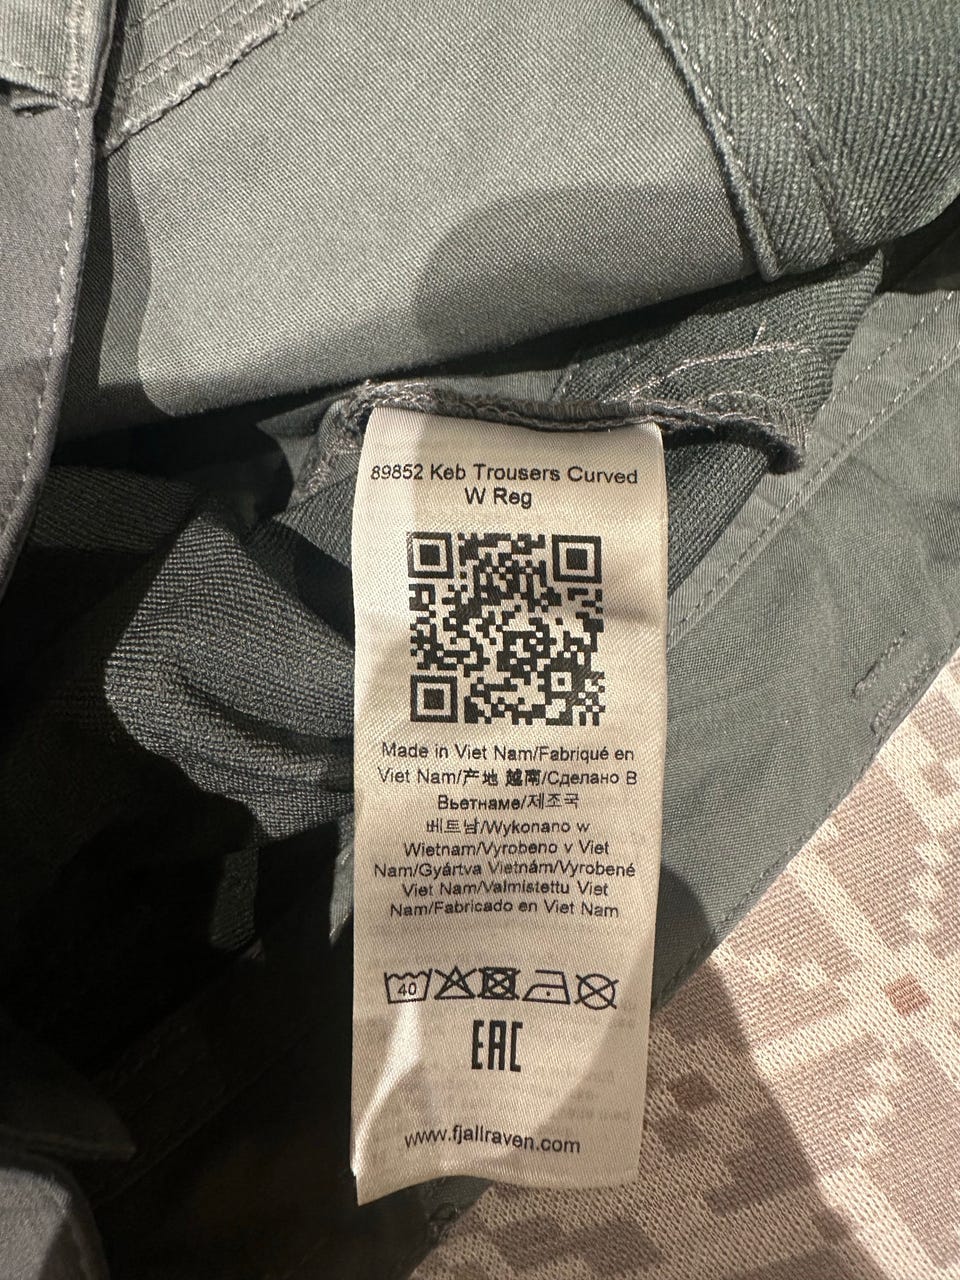 89852 Keb Trousers Curved
W Reg
Made in Viet Nam/Fabriqué en
Viet Nam/产地 越南/Сделано В
Вьетнаме/제조국
베트남/Wykonano w
Wietnam/Vyrobeno v Viet
Nam/Gyártva Vietnám/Vyrobené
Viet Nam/Valmistettu Viet
Nam/Fabricado en Viet Nam
40
EAC
www.fjallraven.com